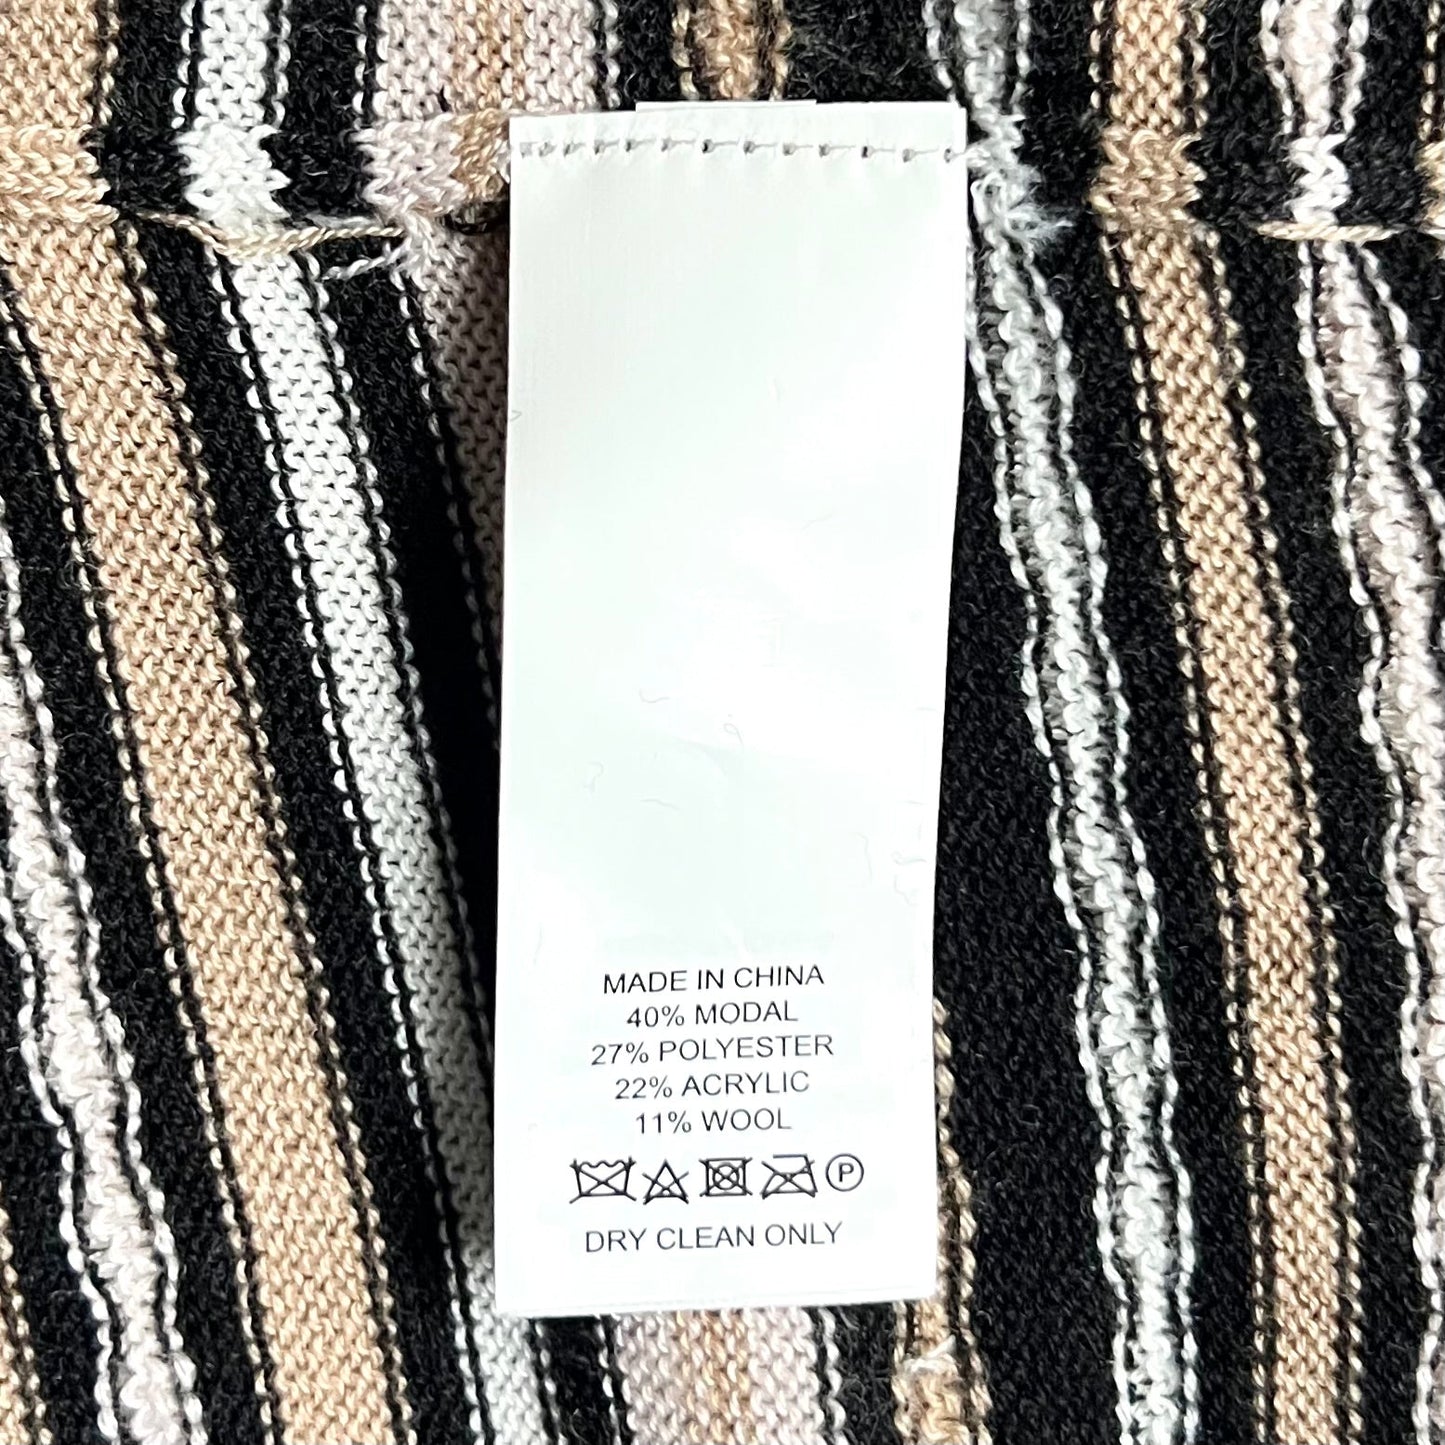 MADE IN CHINA
40% MODAL
27% POLYESTER
22% ACRYLIC
11% WOOL
P
DRY CLEAN ONLY